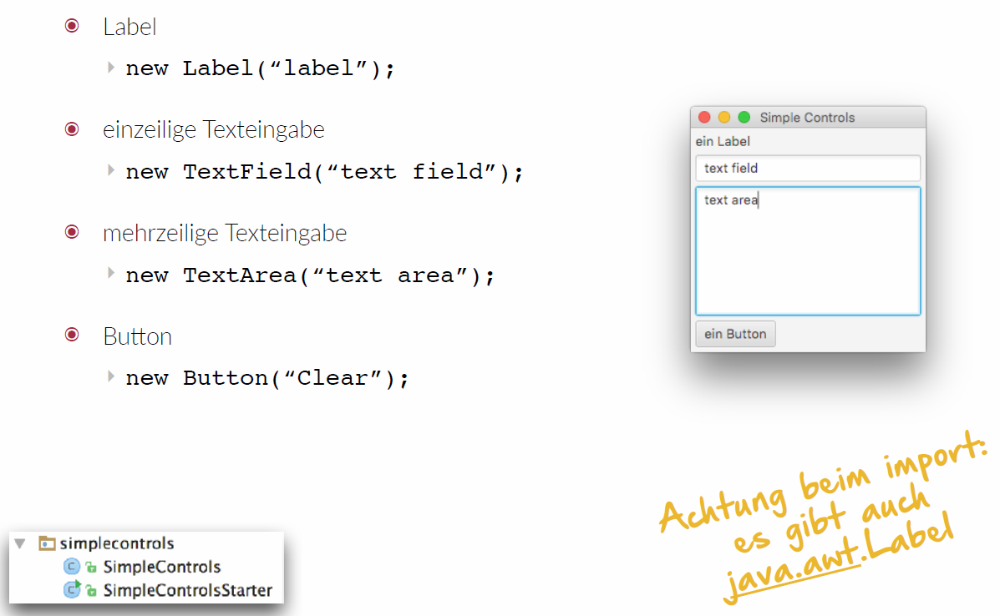 Label
new Label(“label”);
einzeilige Texteingabe
new TextField(“text field”);
mehrzeilige Texteingabe
new TextArea(“text area”);
Button
new Button(“Clear”);
Simple Controls
ein Label
text field
text area
ein Button
Achtung beim import:
es gibt auch
java.awt.Label
simplecontrols
SimpleControls
SimpleControlsStarter